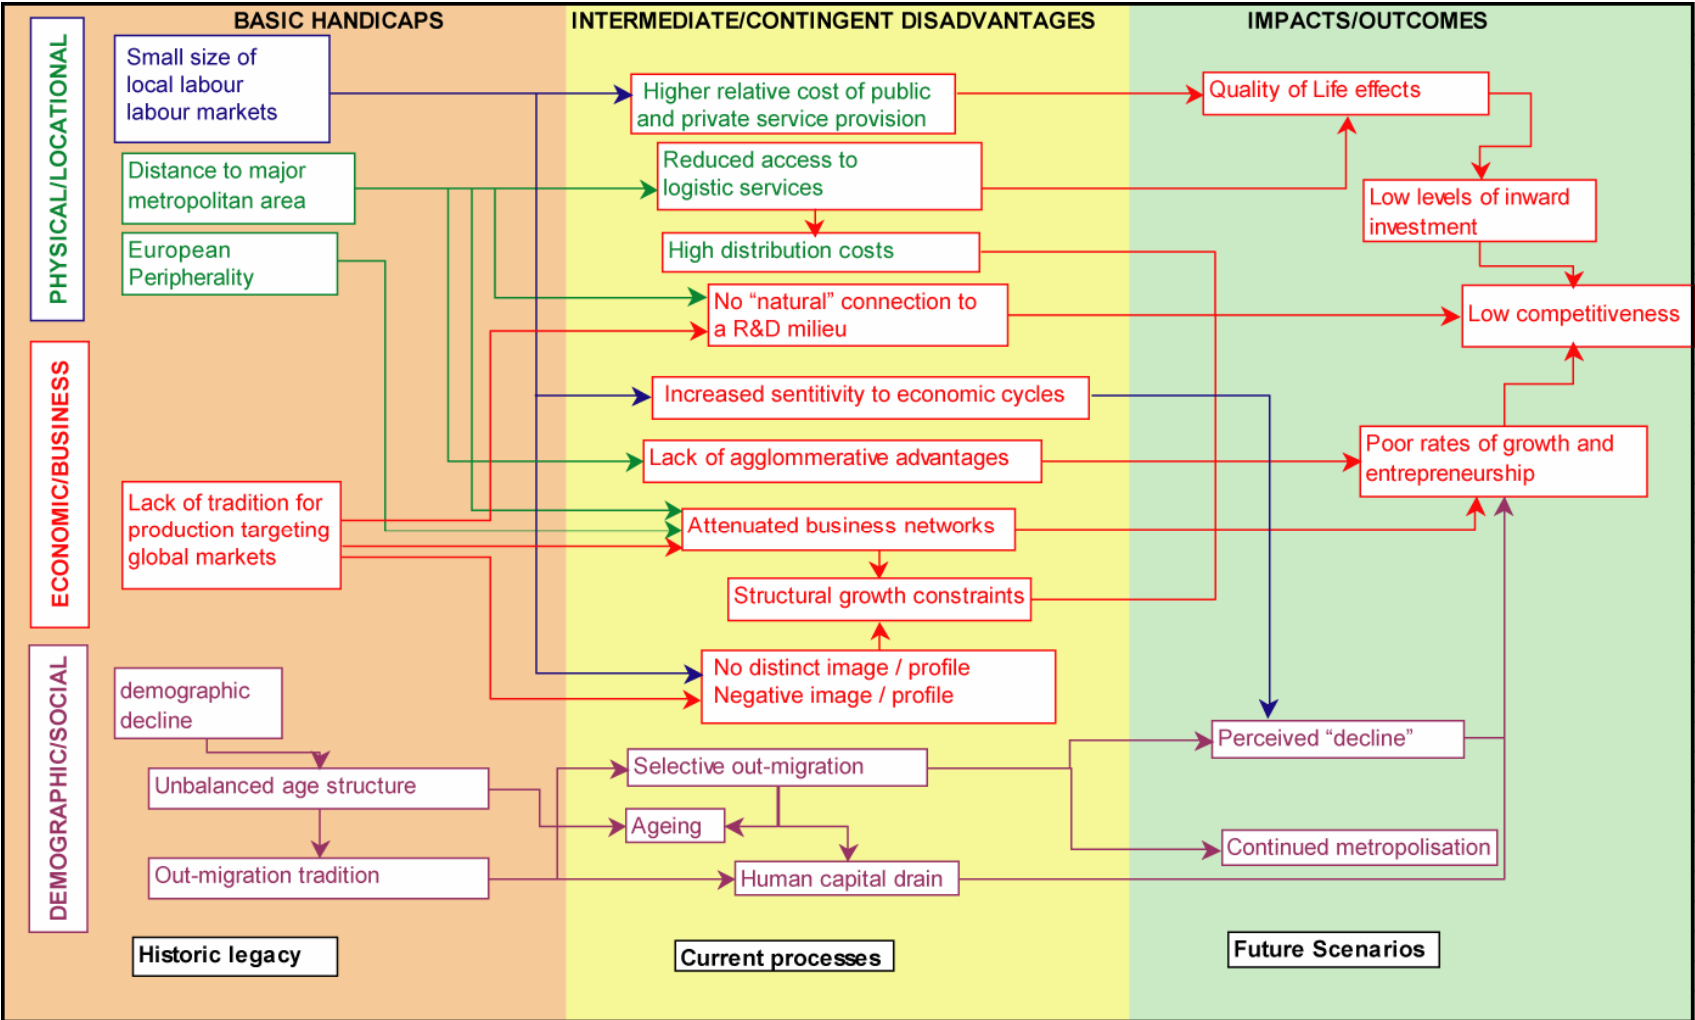 BASIC HANDICAPS
INTERMEDIATE/CONTINGENT DISADVANTAGES
IMPACTS/OUTCOMES
PHYSICAL/LOCATIONAL
Small size of
local labour
labour markets
Distance to major
metropolitan area
European
Peripherality
Higher relative cost of public
and private service provision
Reduced access to
logistic services
High distribution costs
No “natural” connection to
a R&D milieu
Quality of Life effects
Low levels of inward
investment
Low competitiveness
ECONOMIC/BUSINESS
Lack of tradition for
production targeting
global markets
Increased sentitivity to economic cycles
Lack of agglommerative advantages
Attenuated business networks
Structural growth constraints
No distinct image / profile
Negative image / profile
Poor rates of growth and
entrepreneurship
DEMOGRAPHIC/SOCIAL
demographic
decline
Unbalanced age structure
Out-migration tradition
Selective out-migration
Ageing
Human capital drain
Perceived “decline”
Continued metropolisation
Historic legacy
Current processes
Future Scenarios